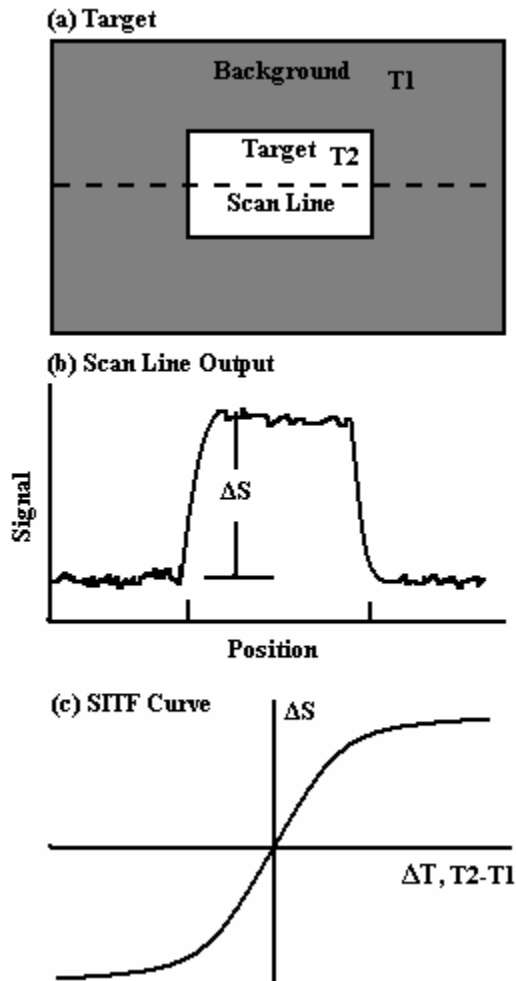 (a) Target
Background T1
Target T2
Scan Line
(b) Scan Line Output
Signal
ΔS
Position
(c) SITF Curve
ΔS
ΔT, T2-T1